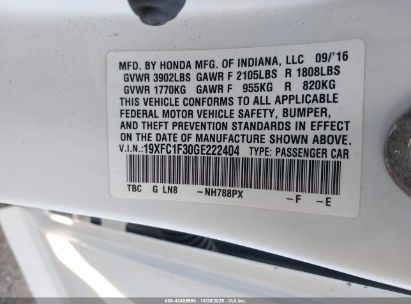 MFD. BY HONDA MFG. OF INDIANA, LLC 09/'16
GVWR 3902LBS GAWR F 2105LBS R 1808LBS
GVWR 1770KG GAWR F 955KG R 820KG
THIS VEHICLE CONFORMS TO ALL APPLICABLE
FEDERAL MOTOR VEHICLE SAFETY, BUMPER,
AND THEFT PREVENTION STANDARDS IN EFFECT
ON THE DATE OF MANUFACTURE SHOWN ABOVE.
V.I.N.:19XFC1F30GE222404 TYPE: PASSENGER CAR
TBC G LN8 -NH788PX -F -E